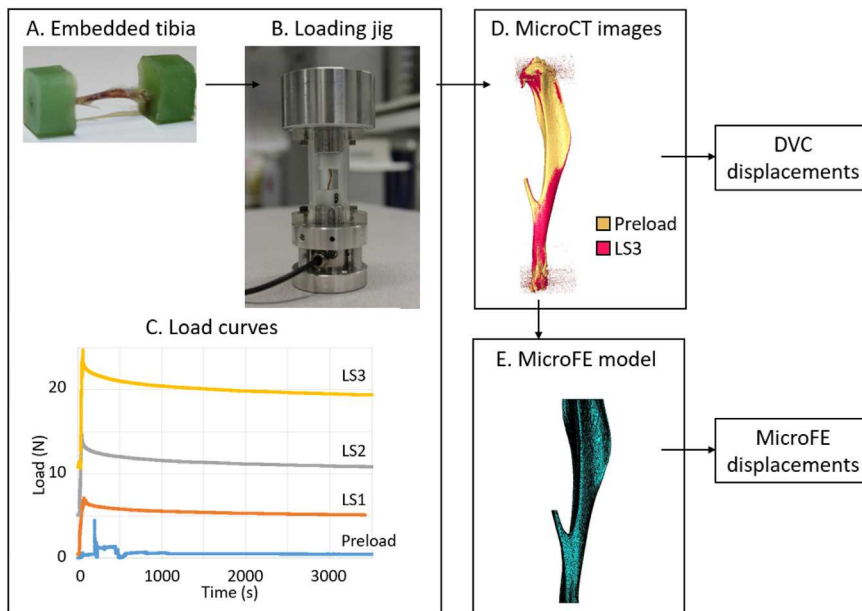 A. Embedded tibia
B. Loading jig
C. Load curves
20
10
0
Load (N)
LS3
LS2
LS1
Preload
0
1000
2000
3000
Time (s)
D. MicroCT images
Preload
LS3
DVC
displacements
E. MicroFE model
MicroFE
displacements